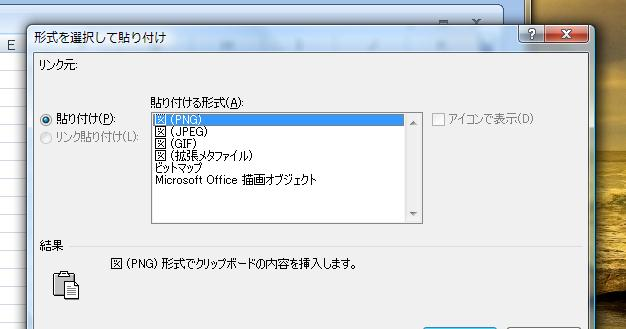 E
形式を選択して貼り付け
リンク元:
貼り付ける形式(A):
貼り付け(P):
リンク貼り付け(L):
図 (PNG)
図 (JPEG)
図 (GIF)
図 (拡張メタファイル)
ビットマップ
Microsoft Office 描画オブジェクト
アイコンで表示(D)
結果
図 (PNG) 形式でクリップボードの内容を挿入します。